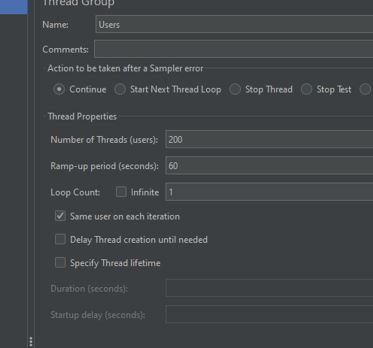 Thread Group
Name: Users
Comments:
Action to be taken after a Sampler error
Continue Start Next Thread Loop Stop Thread Stop Test
Thread Properties
Number of Threads (users): 200
Ramp-up period (seconds): 60
Loop Count: Infinite 1
Same user on each iteration
Delay Thread creation until needed
Specify Thread lifetime
Duration (seconds):
Startup delay (seconds):